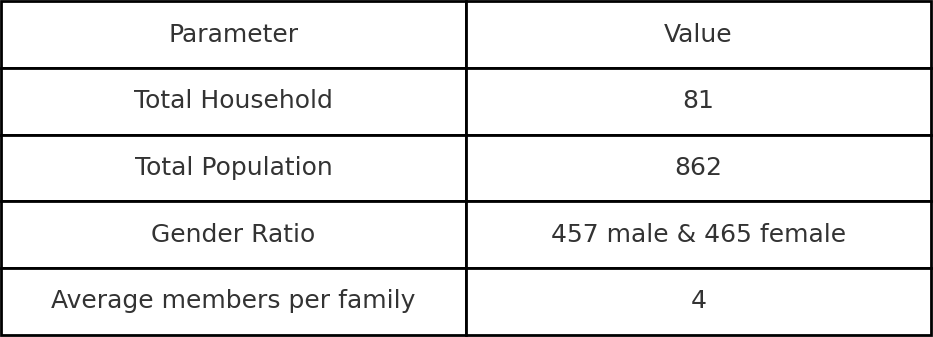 Parameter Value
Total Household 81
Total Population 862
Gender Ratio 457 male & 465 female
Average members per family 4